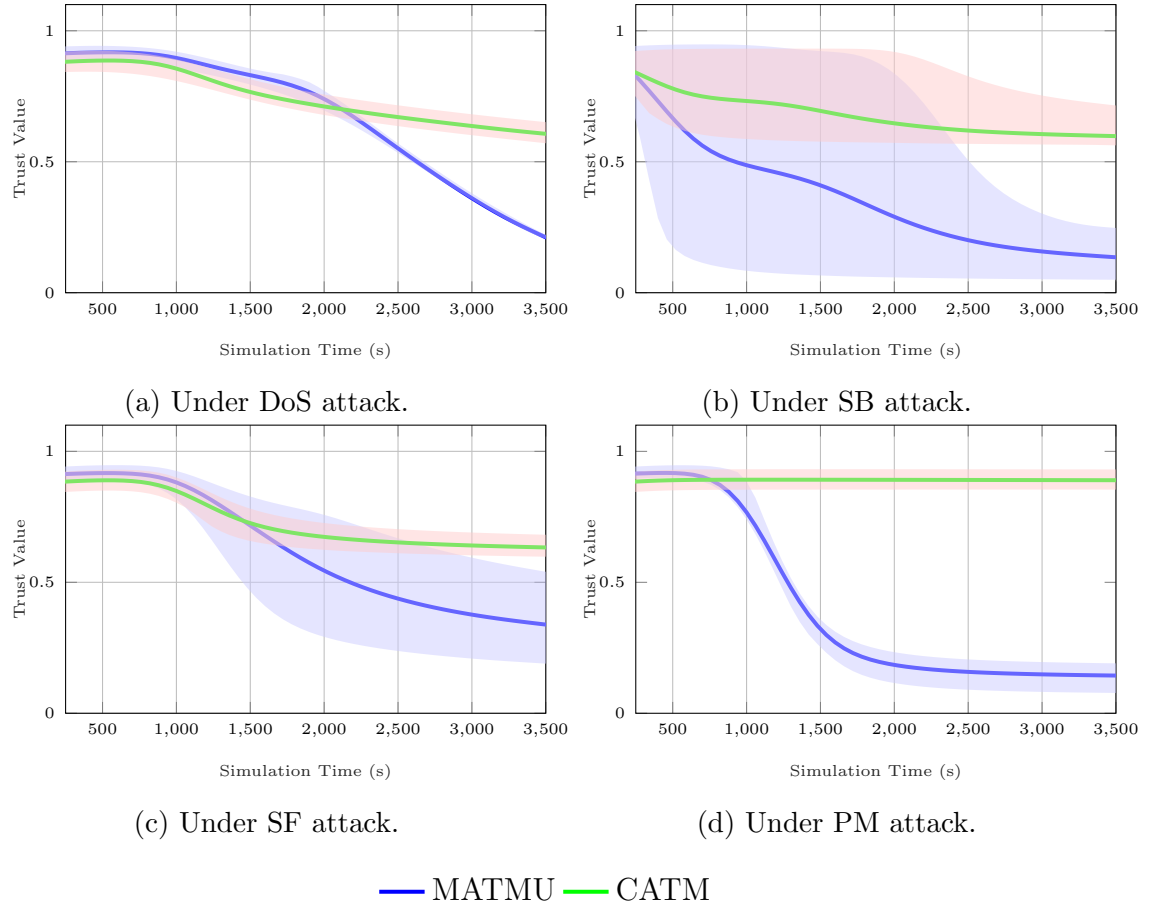 1
0.5
0
Trust Value
500 1,000 1,500 2,000 2,500 3,000 3,500
Simulation Time (s)
(a) Under DoS attack.
1
0.5
0
Trust Value
500 1,000 1,500 2,000 2,500 3,000 3,500
Simulation Time (s)
(b) Under SB attack.
1
0.5
0
Trust Value
500 1,000 1,500 2,000 2,500 3,000 3,500
Simulation Time (s)
(c) Under SF attack.
1
0.5
0
Trust Value
500 1,000 1,500 2,000 2,500 3,000 3,500
Simulation Time (s)
(d) Under PM attack.
MATMU CATM